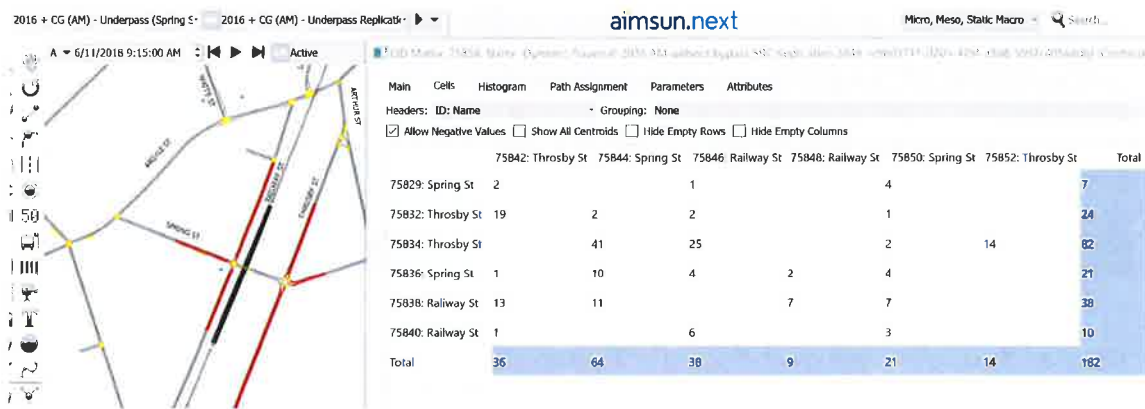 2016 + CG (AM) - Underpass (Spring S
2016 + CG (AM) - Underpass Replicati
aimsun.next
Micro, Meso, Static Macro
Search...
A 6/11/2018 9:15:00 AM
Active
Main Cells Histogram Path Assignment Parameters Attributes
Headers: ID: Name Grouping: None
Allow Negative Values Show All Centroids Hide Empty Rows Hide Empty Columns
75842: Throsby St 75844: Spring St 75846: Railway St 75848: Railway St 75850: Spring St 75852: Throsby St Total
75829: Spring St 2 1 4 7
75832: Throsby St 19 2 2 1 24
75834: Throsby St 41 25 2 14 82
75836: Spring St 1 10 4 2 4 21
75838: Railway St 13 11 7 7 38
75840: Railway St 1 6 3 10
Total 36 64 38 9 21 14 182
ARTHUR ST
ARGYLE ST
RAILWAY ST
THROSBY ST
SPRING ST
50